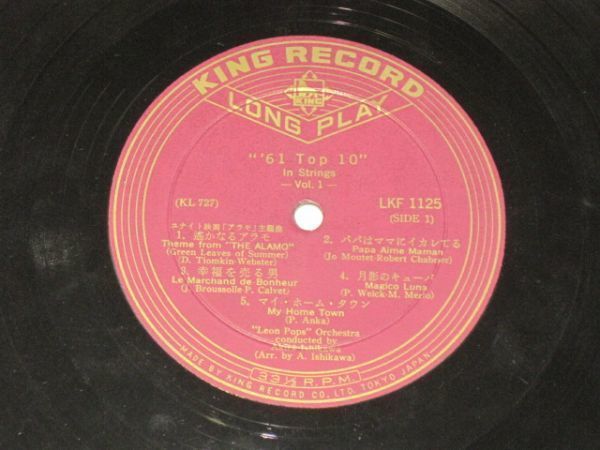 KING RECORD
KING
LONG PLAY
"'61 Top 10"
In Strings
—Vol. 1—
(KL 727)
LKF 1125
(SIDE 1)
ユナイト映画「アラモ」主題曲
1. 遙かなるアラモ
Theme from "THE ALAMO"
(Green Leaves of Summer)
(D. Tiomkin-Webster)
2. パパはママにイカレてる
Papa Aime Maman
(Jo Moutet-Robert Chabrier)
3. 幸福を売る男
Le Marchand de Bonheur
(J. Broussolle-P. Calvet)
4. 月影のキューバ
Magico Luna
(P. Weick-M. Merlo)
5. マイ・ホーム・タウン
My Home Town
(P. Anka)
"Leon Pops" Orchestra
conducted by
Akira Ishikawa
(Arr. by A. Ishikawa)
33⅓ R.P.M.
MADE BY KING RECORD CO. LTD. TOKYO JAPAN